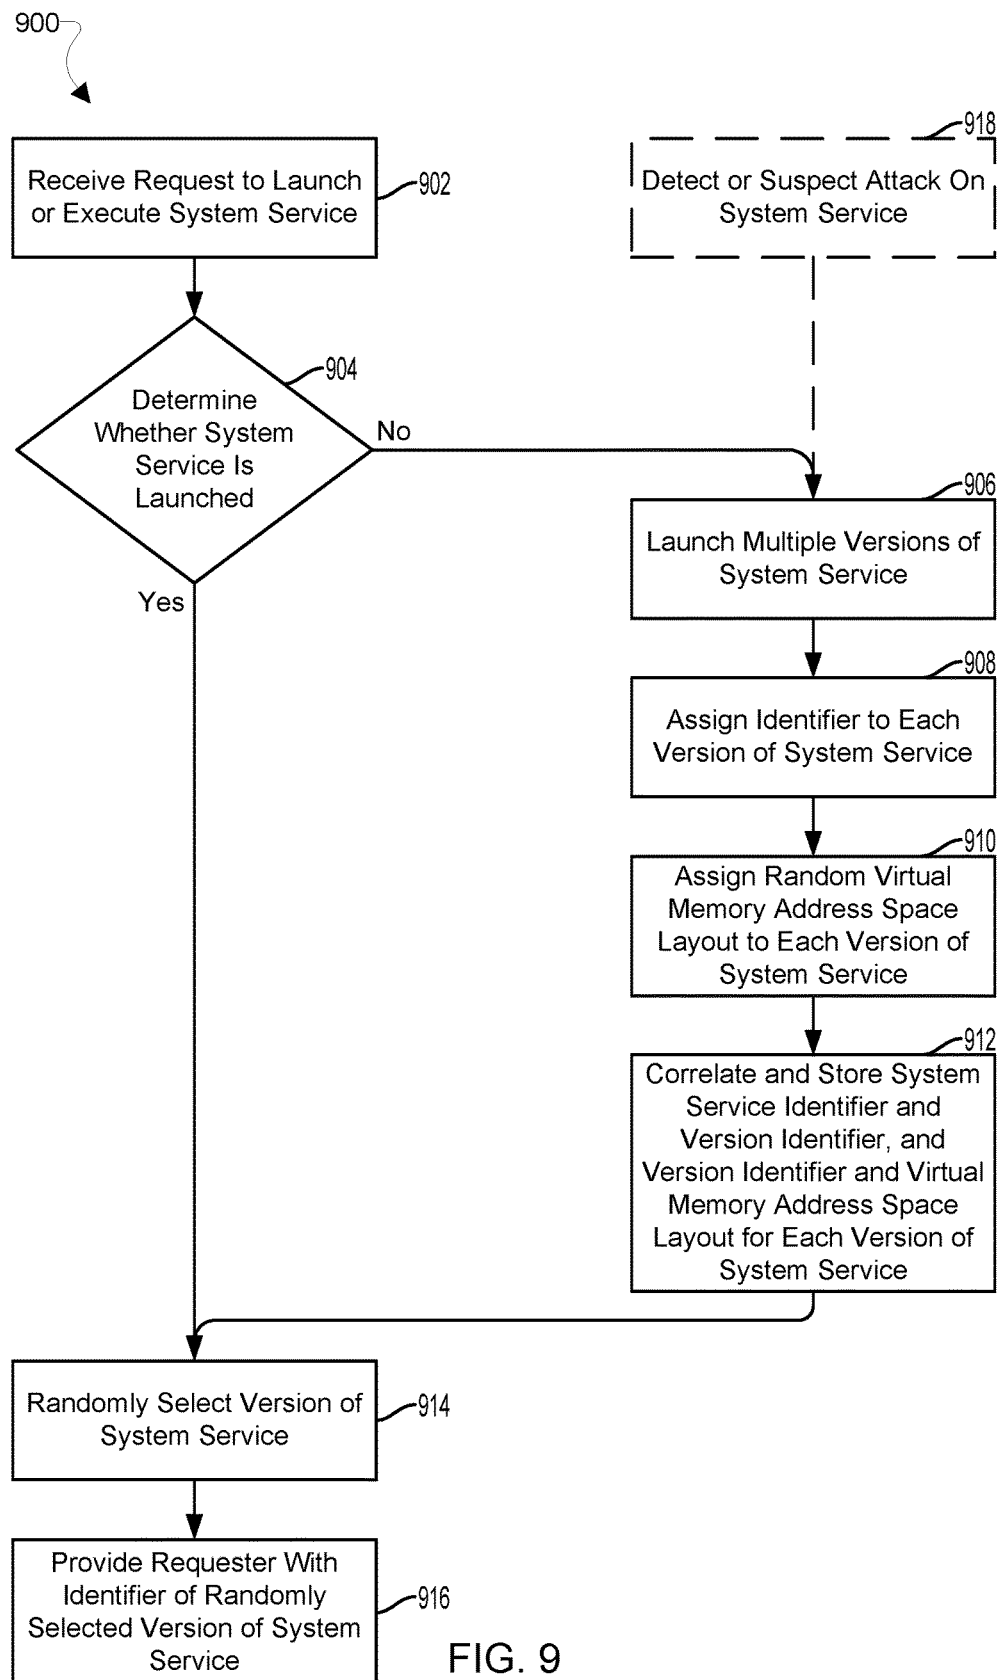 900
Receive Request to Launch
or Execute System Service
902
918
Detect or Suspect Attack On
System Service
904
Determine
Whether System
Service Is
Launched
No
Yes
906
Launch Multiple Versions of
System Service
908
Assign Identifier to Each
Version of System Service
910
Assign Random Virtual
Memory Address Space
Layout to Each Version of
System Service
912
Correlate and Store System
Service Identifier and
Version Identifier, and
Version Identifier and Virtual
Memory Address Space
Layout for Each Version of
System Service
Randomly Select Version of
System Service
914
Provide Requester With
Identifier of Randomly
Selected Version of System
Service
916
FIG. 9